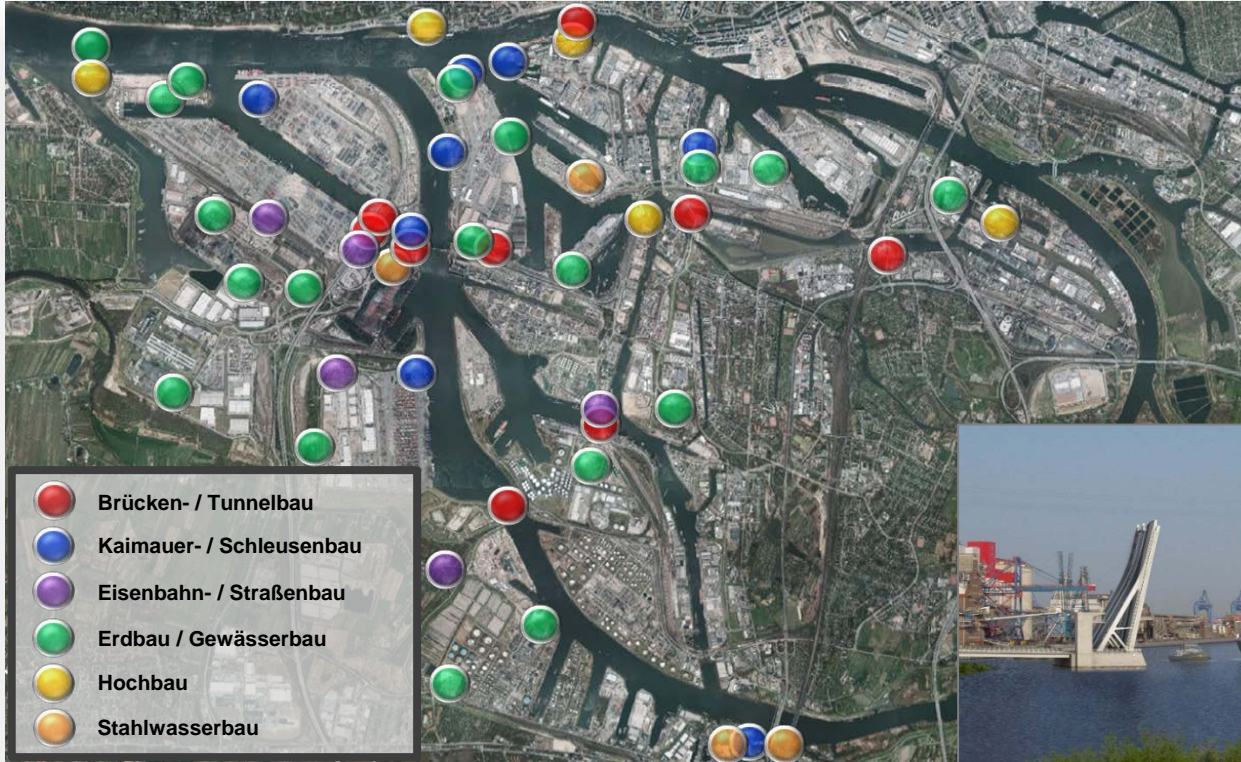 Brücken- / Tunnelbau
Kaimauer- / Schleusenbau
Eisenbahn- / Straßenbau
Erdbau / Gewässerbau
Hochbau
Stahlwasserbau